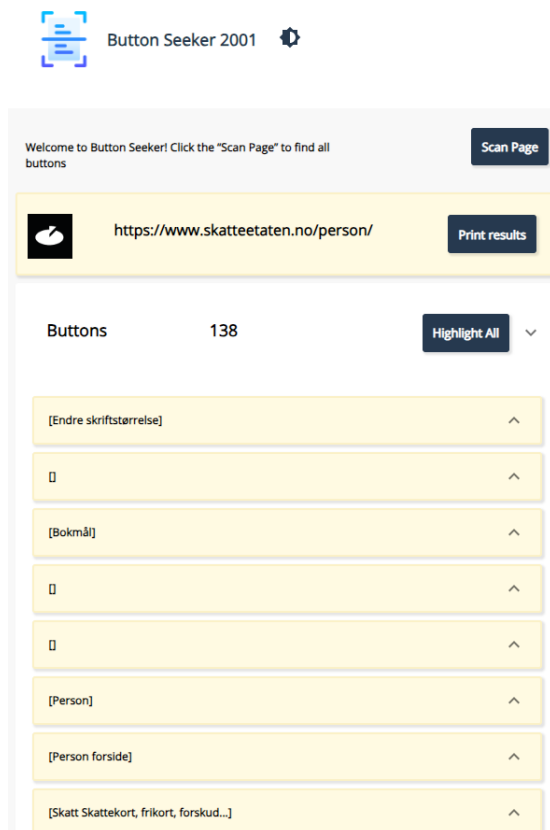 Button Seeker 2001
Welcome to Button Seeker! Click the “Scan Page” to find all
buttons
Scan Page
https://www.skatteetaten.no/person/
Print results
Buttons 138 Highlight All
[Endre skriftstørrelse]
[]
[Bokmål]
[]
[]
[Person]
[Person forside]
[Skatt Skattekort, frikort, forskud...]